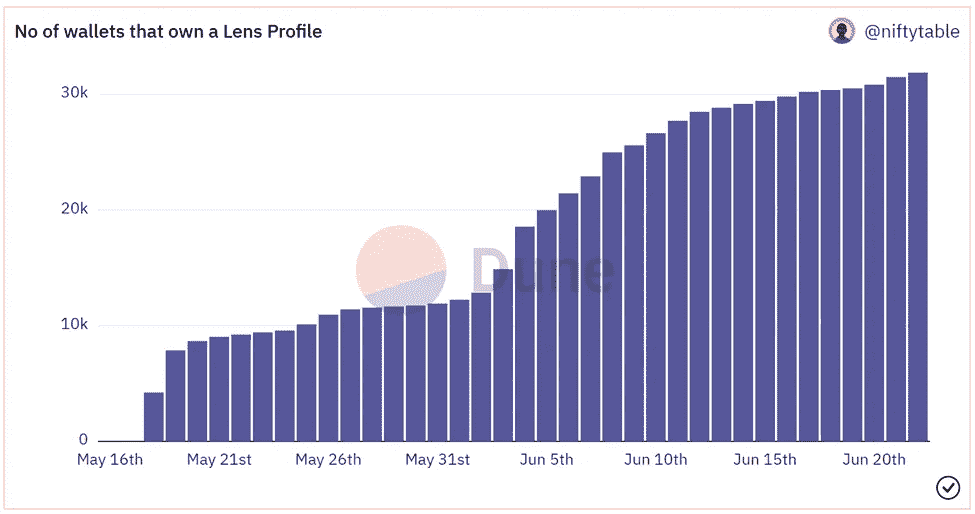 No of wallets that own a Lens Profile
@niftytable
30k
20k
10k
0
Dune
May 16th May 21st May 26th May 31st Jun 5th Jun 10th Jun 15th Jun 20th